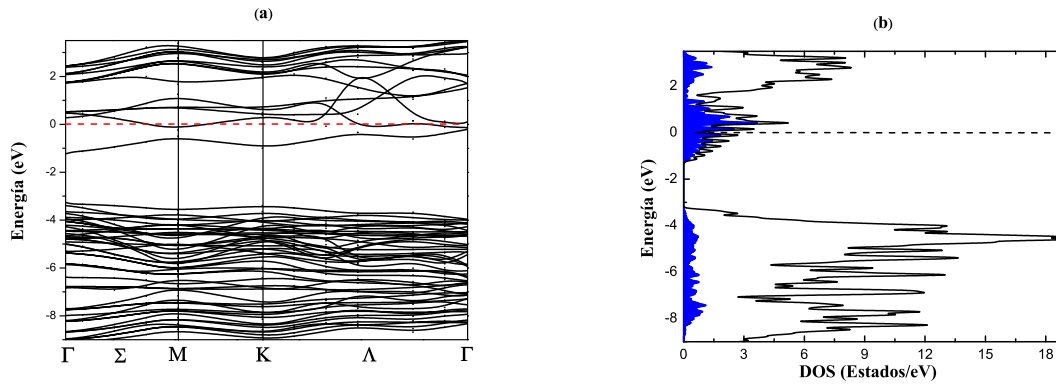 (a)
Energía (eV)
2
0
-2
-4
-6
-8
Γ Σ M K Λ Γ
(b)
Energía (eV)
2
0
-2
-4
-6
-8
0 3 6 9 12 15 18
DOS (Estados/eV)